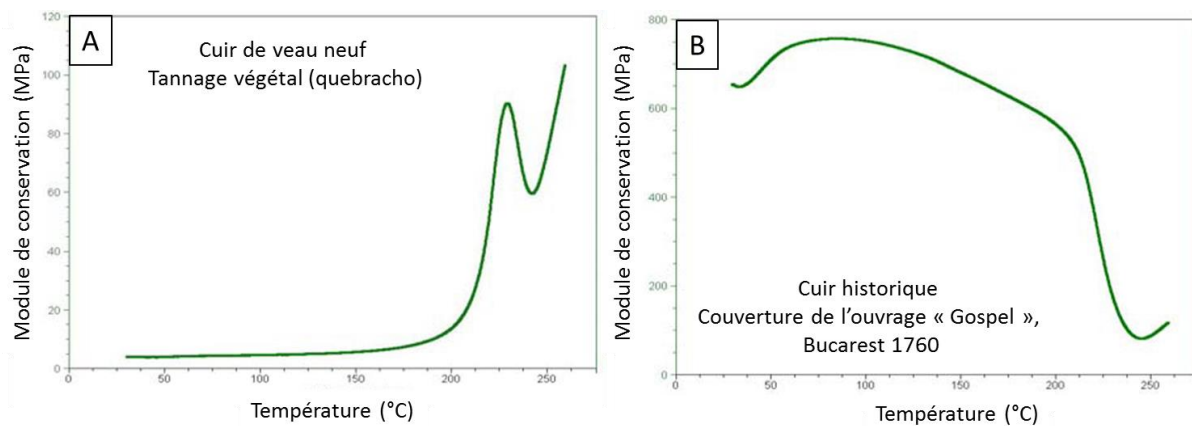 A
Cuir de veau neuf
Tannage végétal (quebracho)
Module de conservation (MPa)
120
100
80
60
40
20
0
0
50
100
150
200
250
Température (°C)
B
Cuir historique
Couverture de l'ouvrage « Gospel »,
Bucarest 1760
Module de conservation (MPa)
800
600
400
200
0
0
50
100
150
200
250
Température (°C)